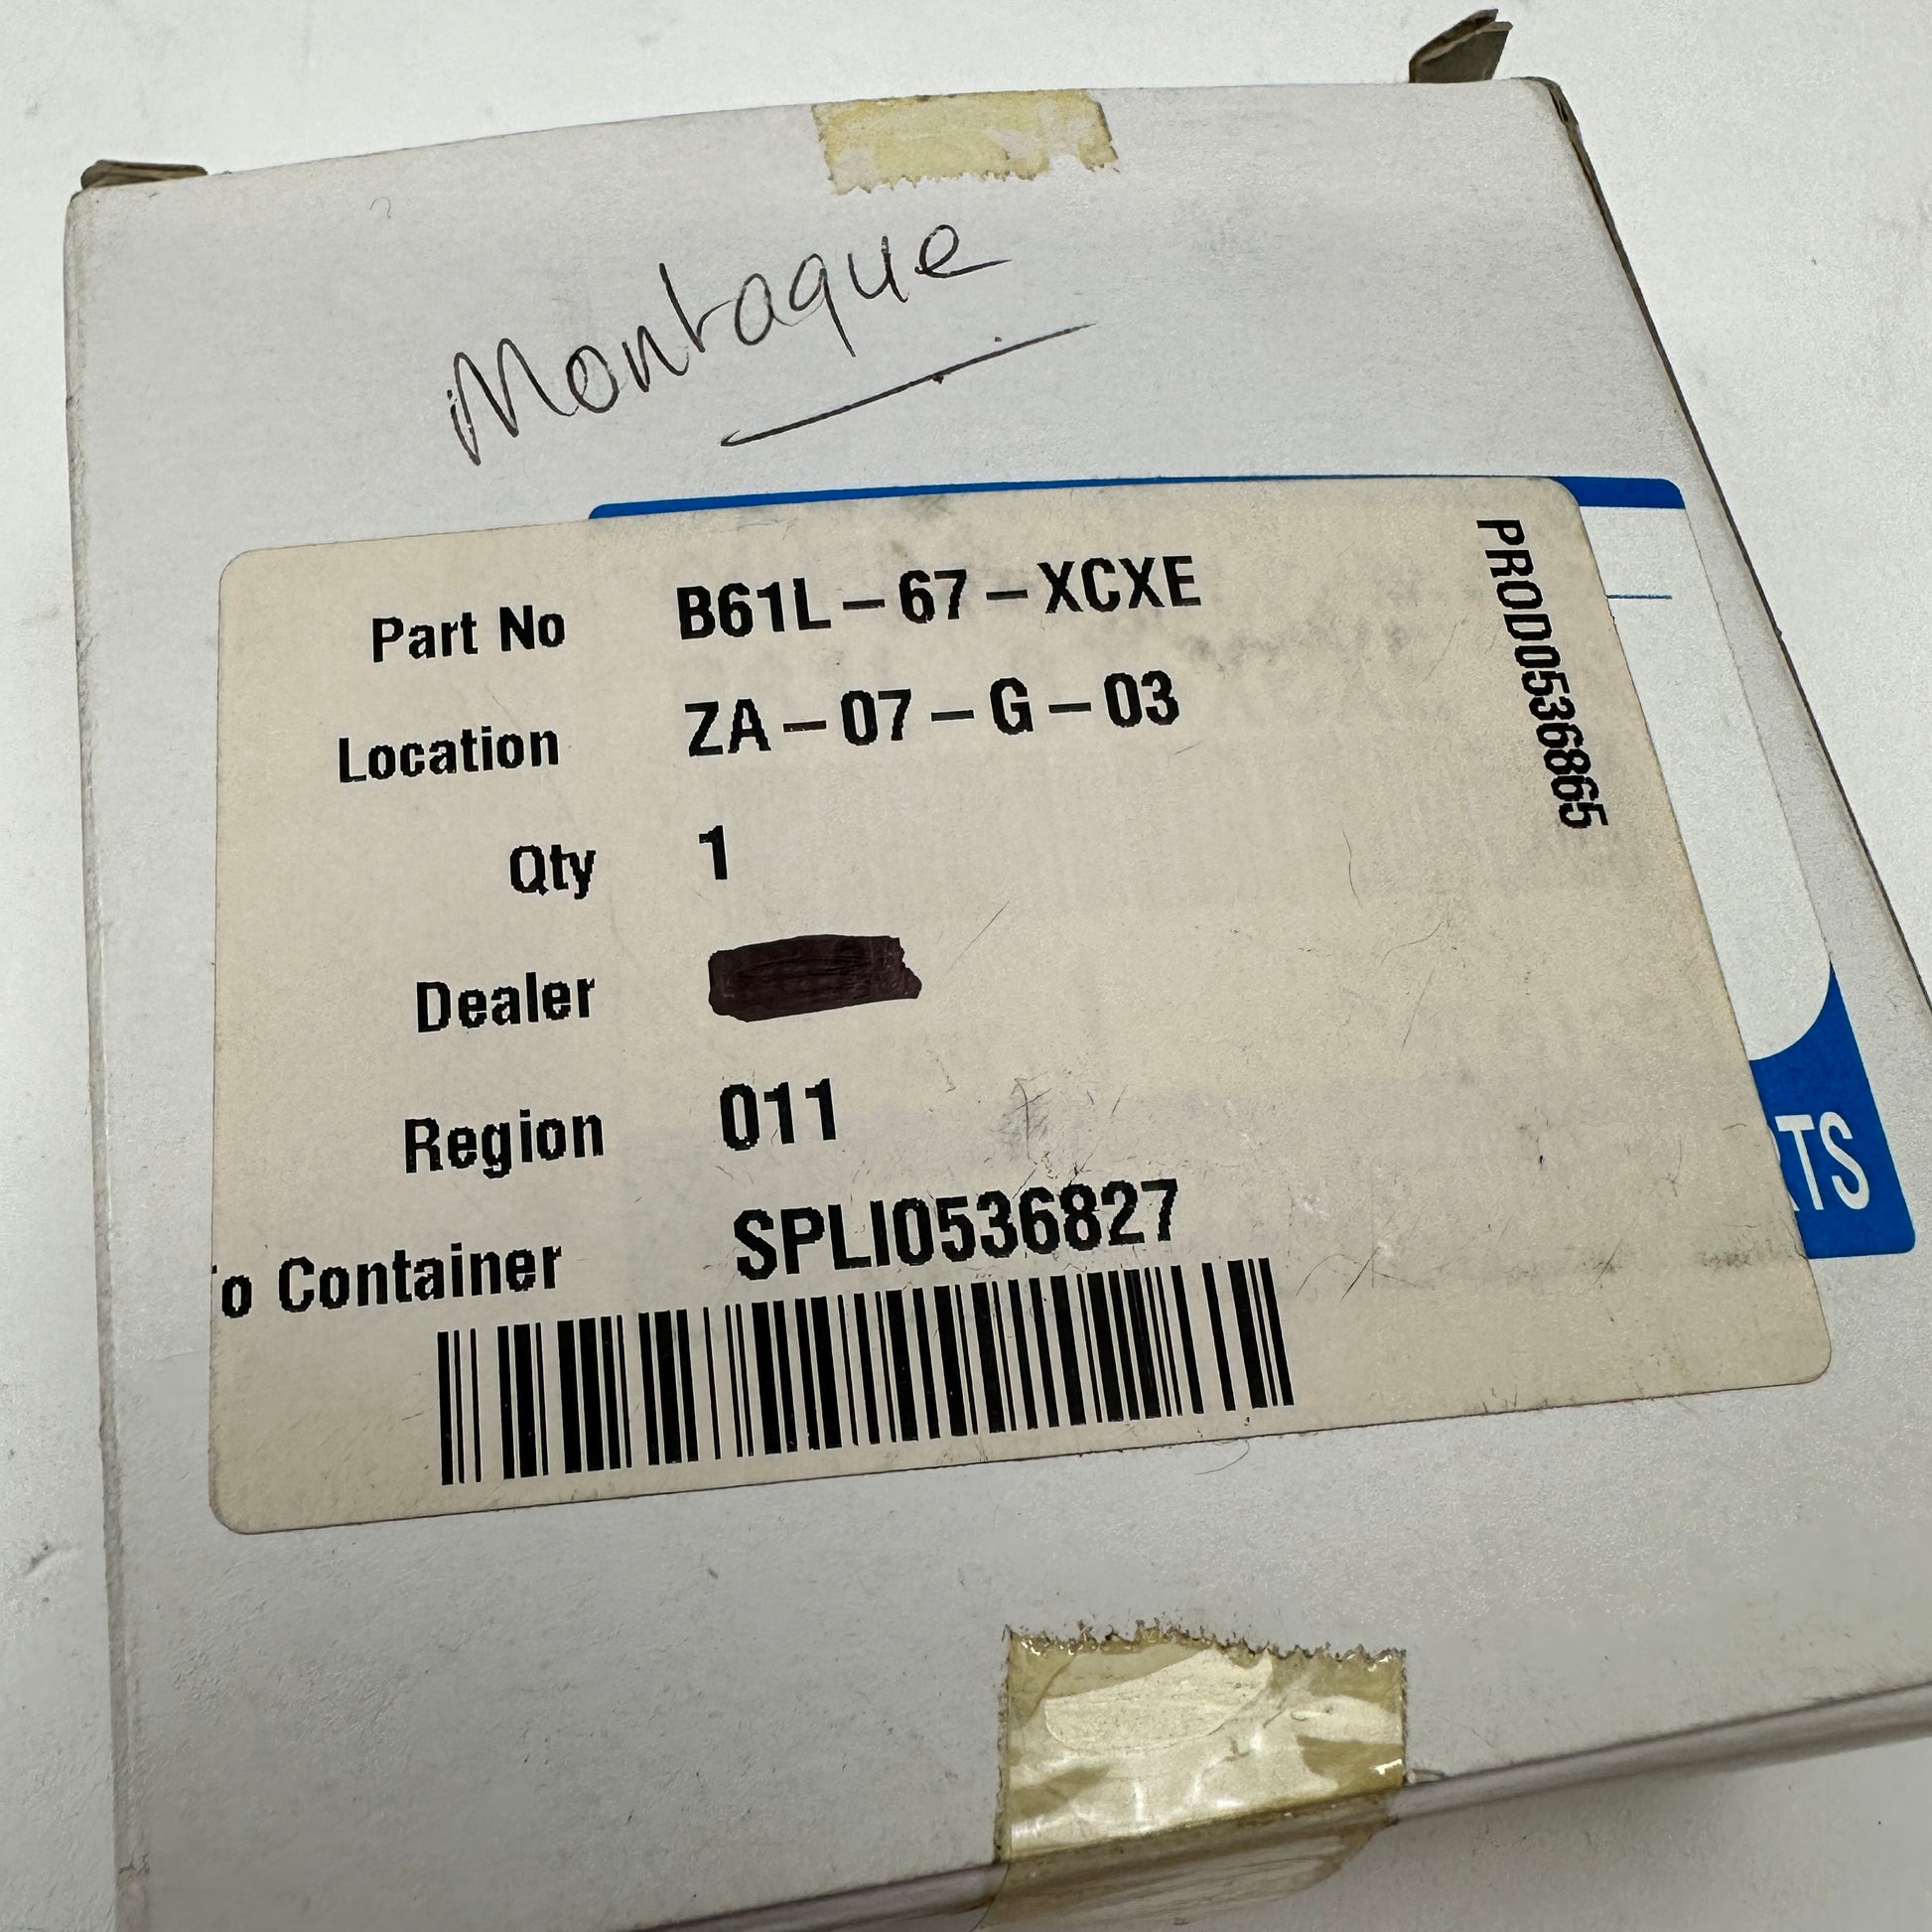 Montague
Part No B61L-67-XCXE
Location ZA-07-G-03
Qty 1
Dealer
Region 011
To Container SPLI0536827
PROD0536865
RTS